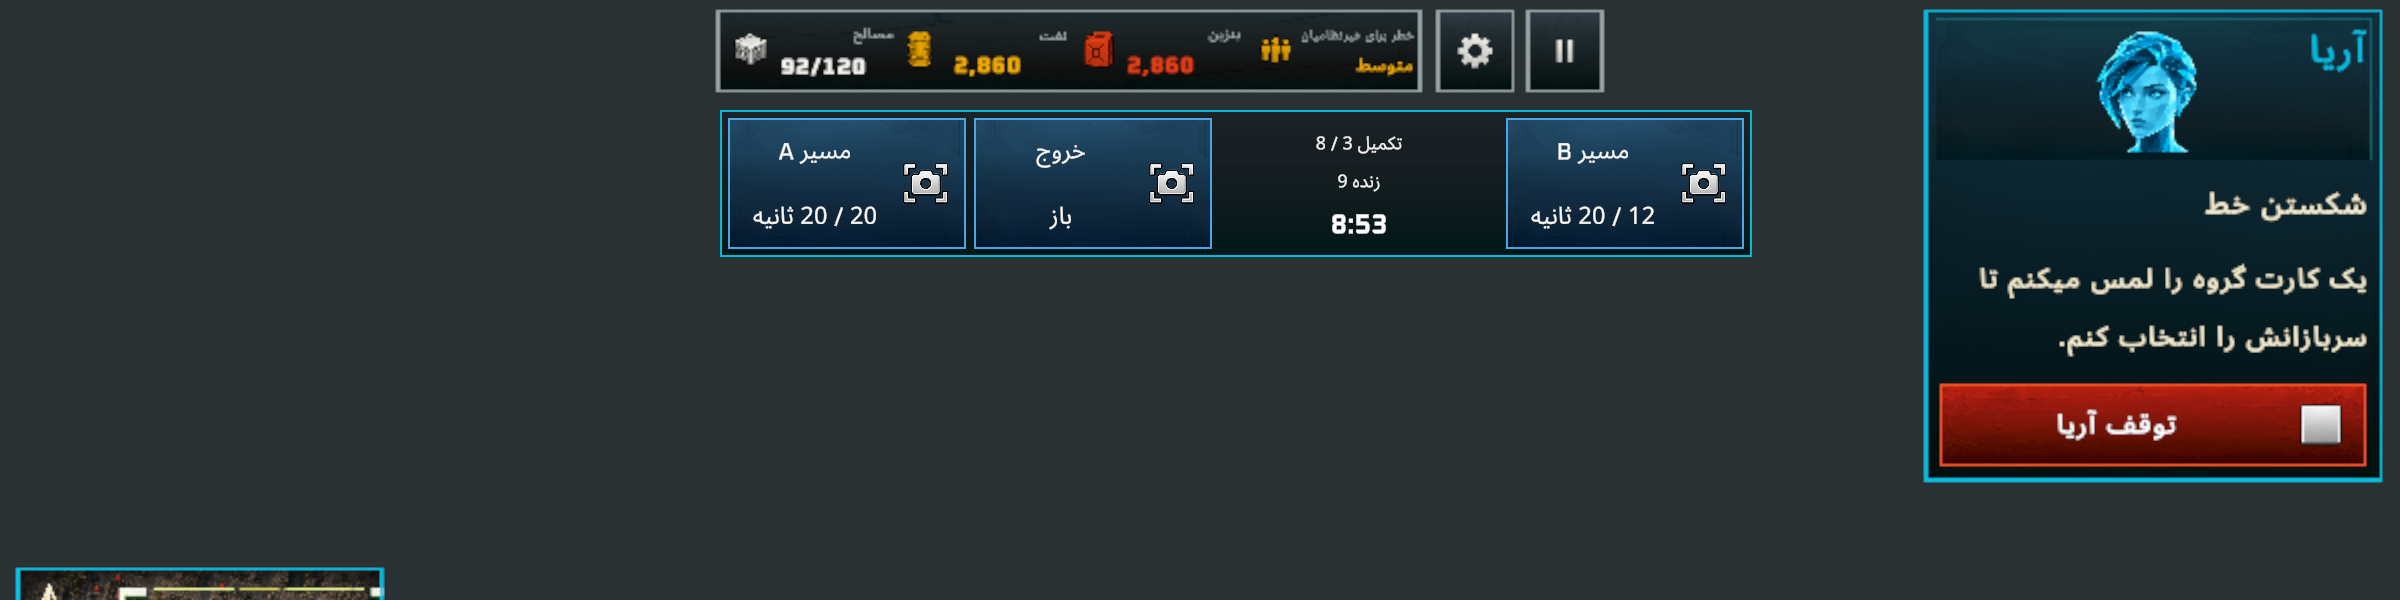 مصالح
92/120
نفت
2,860
بنزین
2,860
خطر برای غیرنظامیان
متوسط
مسیر A
20 / 20 ثانیه
خروج
باز
تکمیل 3 / 8
زنده 9
8:53
مسیر B
12 / 20 ثانیه
آریا
شکستن خط
یک کارت گروه را لمس میکنم تا
سربازانش را انتخاب کنم.
توقف آریا